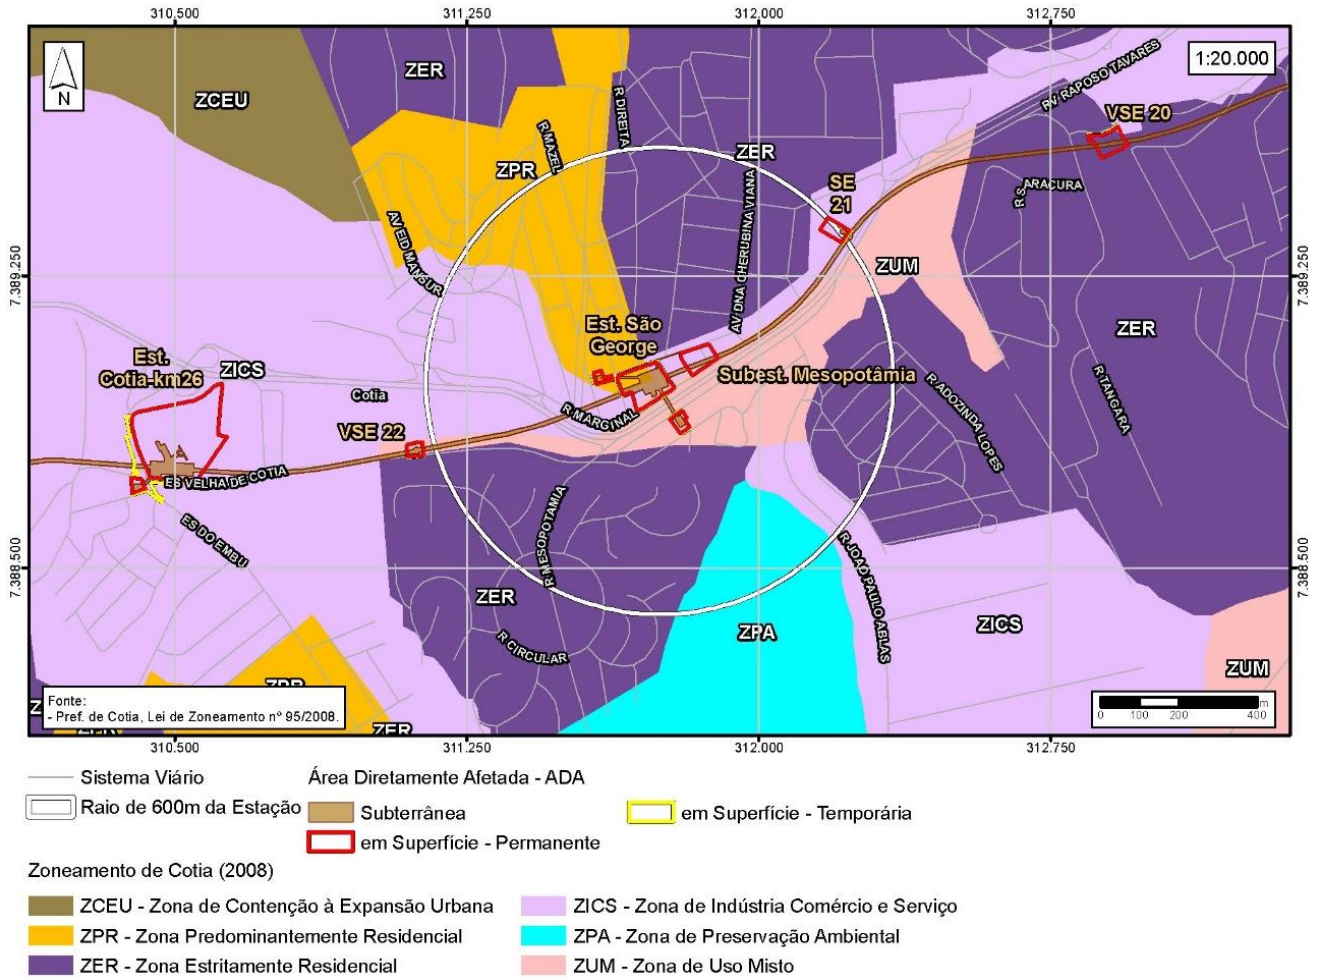 310.500
311.250
312.000
312.750
N
1:20.000
ZCEU
ZER
R DIREITA
R MAZEL
RV RAPOSO TAVARES
VSE 20
ZPR
ZER
SE
21
R S ARACURA
AV EID MANSUR
AV DNA CHERUBINA VIANA
7.389.250
ZUM
7.389.250
Est. São
George
ZER
Est.
Cotia-km26
ZICS
Cotia
Subest. Mesopotâmia
R MARGINAL
VSE 22
R ADOZINDA LOPES
R TANGARA
ES VELHA DE COTIA
ES DO EMBU
R MESOPOTAMIA
R JOAO PAULO ABLAS
7.388.500
7.388.500
ZER
R CIRCULAR
ZPA
ZICS
ZUM
ZPR
Fonte:
- Pref. de Cotia, Lei de Zoneamento nº 95/2008.
ZER
0 100 200 400 m
310.500
311.250
312.000
312.750
Sistema Viário
Raio de 600m da Estação
Área Diretamente Afetada - ADA
Subterrânea
em Superfície - Permanente
em Superfície - Temporária
Zoneamento de Cotia (2008)
ZCEU - Zona de Contenção à Expansão Urbana
ZPR - Zona Predominantemente Residencial
ZER - Zona Estritamente Residencial
ZICS - Zona de Indústria Comércio e Serviço
ZPA - Zona de Preservação Ambiental
ZUM - Zona de Uso Misto